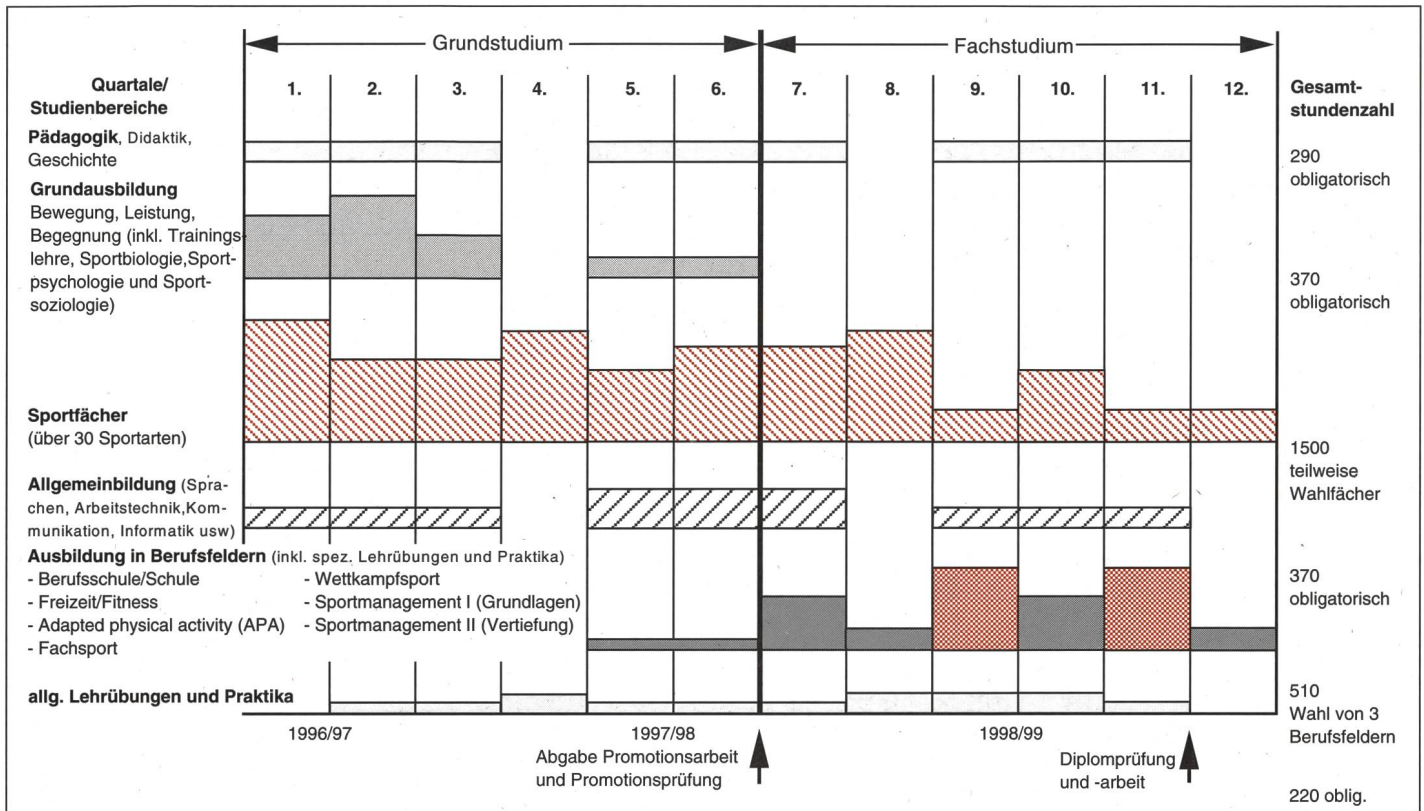 Grundstudium
Fachstudium
Quartale/
Studienbereiche
1. 2. 3. 4. 5. 6. 7. 8. 9. 10. 11. 12.
Gesamt-
stundenzahl
Pädagogik, Didaktik,
Geschichte
290
obligatorisch
Grundausbildung
Bewegung, Leistung,
Begegnung (inkl. Trainings-
lehre, Sportbiologie,Sport-
psychologie und Sport-
soziologie)
370
obligatorisch
Sportfächer
(über 30 Sportarten)
1500
teilweise
Wahlfächer
Allgemeinbildung (Spra-
chen, Arbeitstechnik,Kom-
munikation, Informatik usw)
370
obligatorisch
Ausbildung in Berufsfeldern (inkl. spez. Lehrübungen und Praktika)
- Berufsschule/Schule
- Freizeit/Fitness
- Adapted physical activity (APA)
- Fachsport
- Wettkampfsport
- Sportmanagement I (Grundlagen)
- Sportmanagement II (Vertiefung)
510
Wahl von 3
Berufsfeldern
allg. Lehrübungen und Praktika
220 oblig.
1996/97
1997/98
1998/99
Abgabe Promotionsarbeit
und Promotionsprüfung
Diplomprüfung
und -arbeit